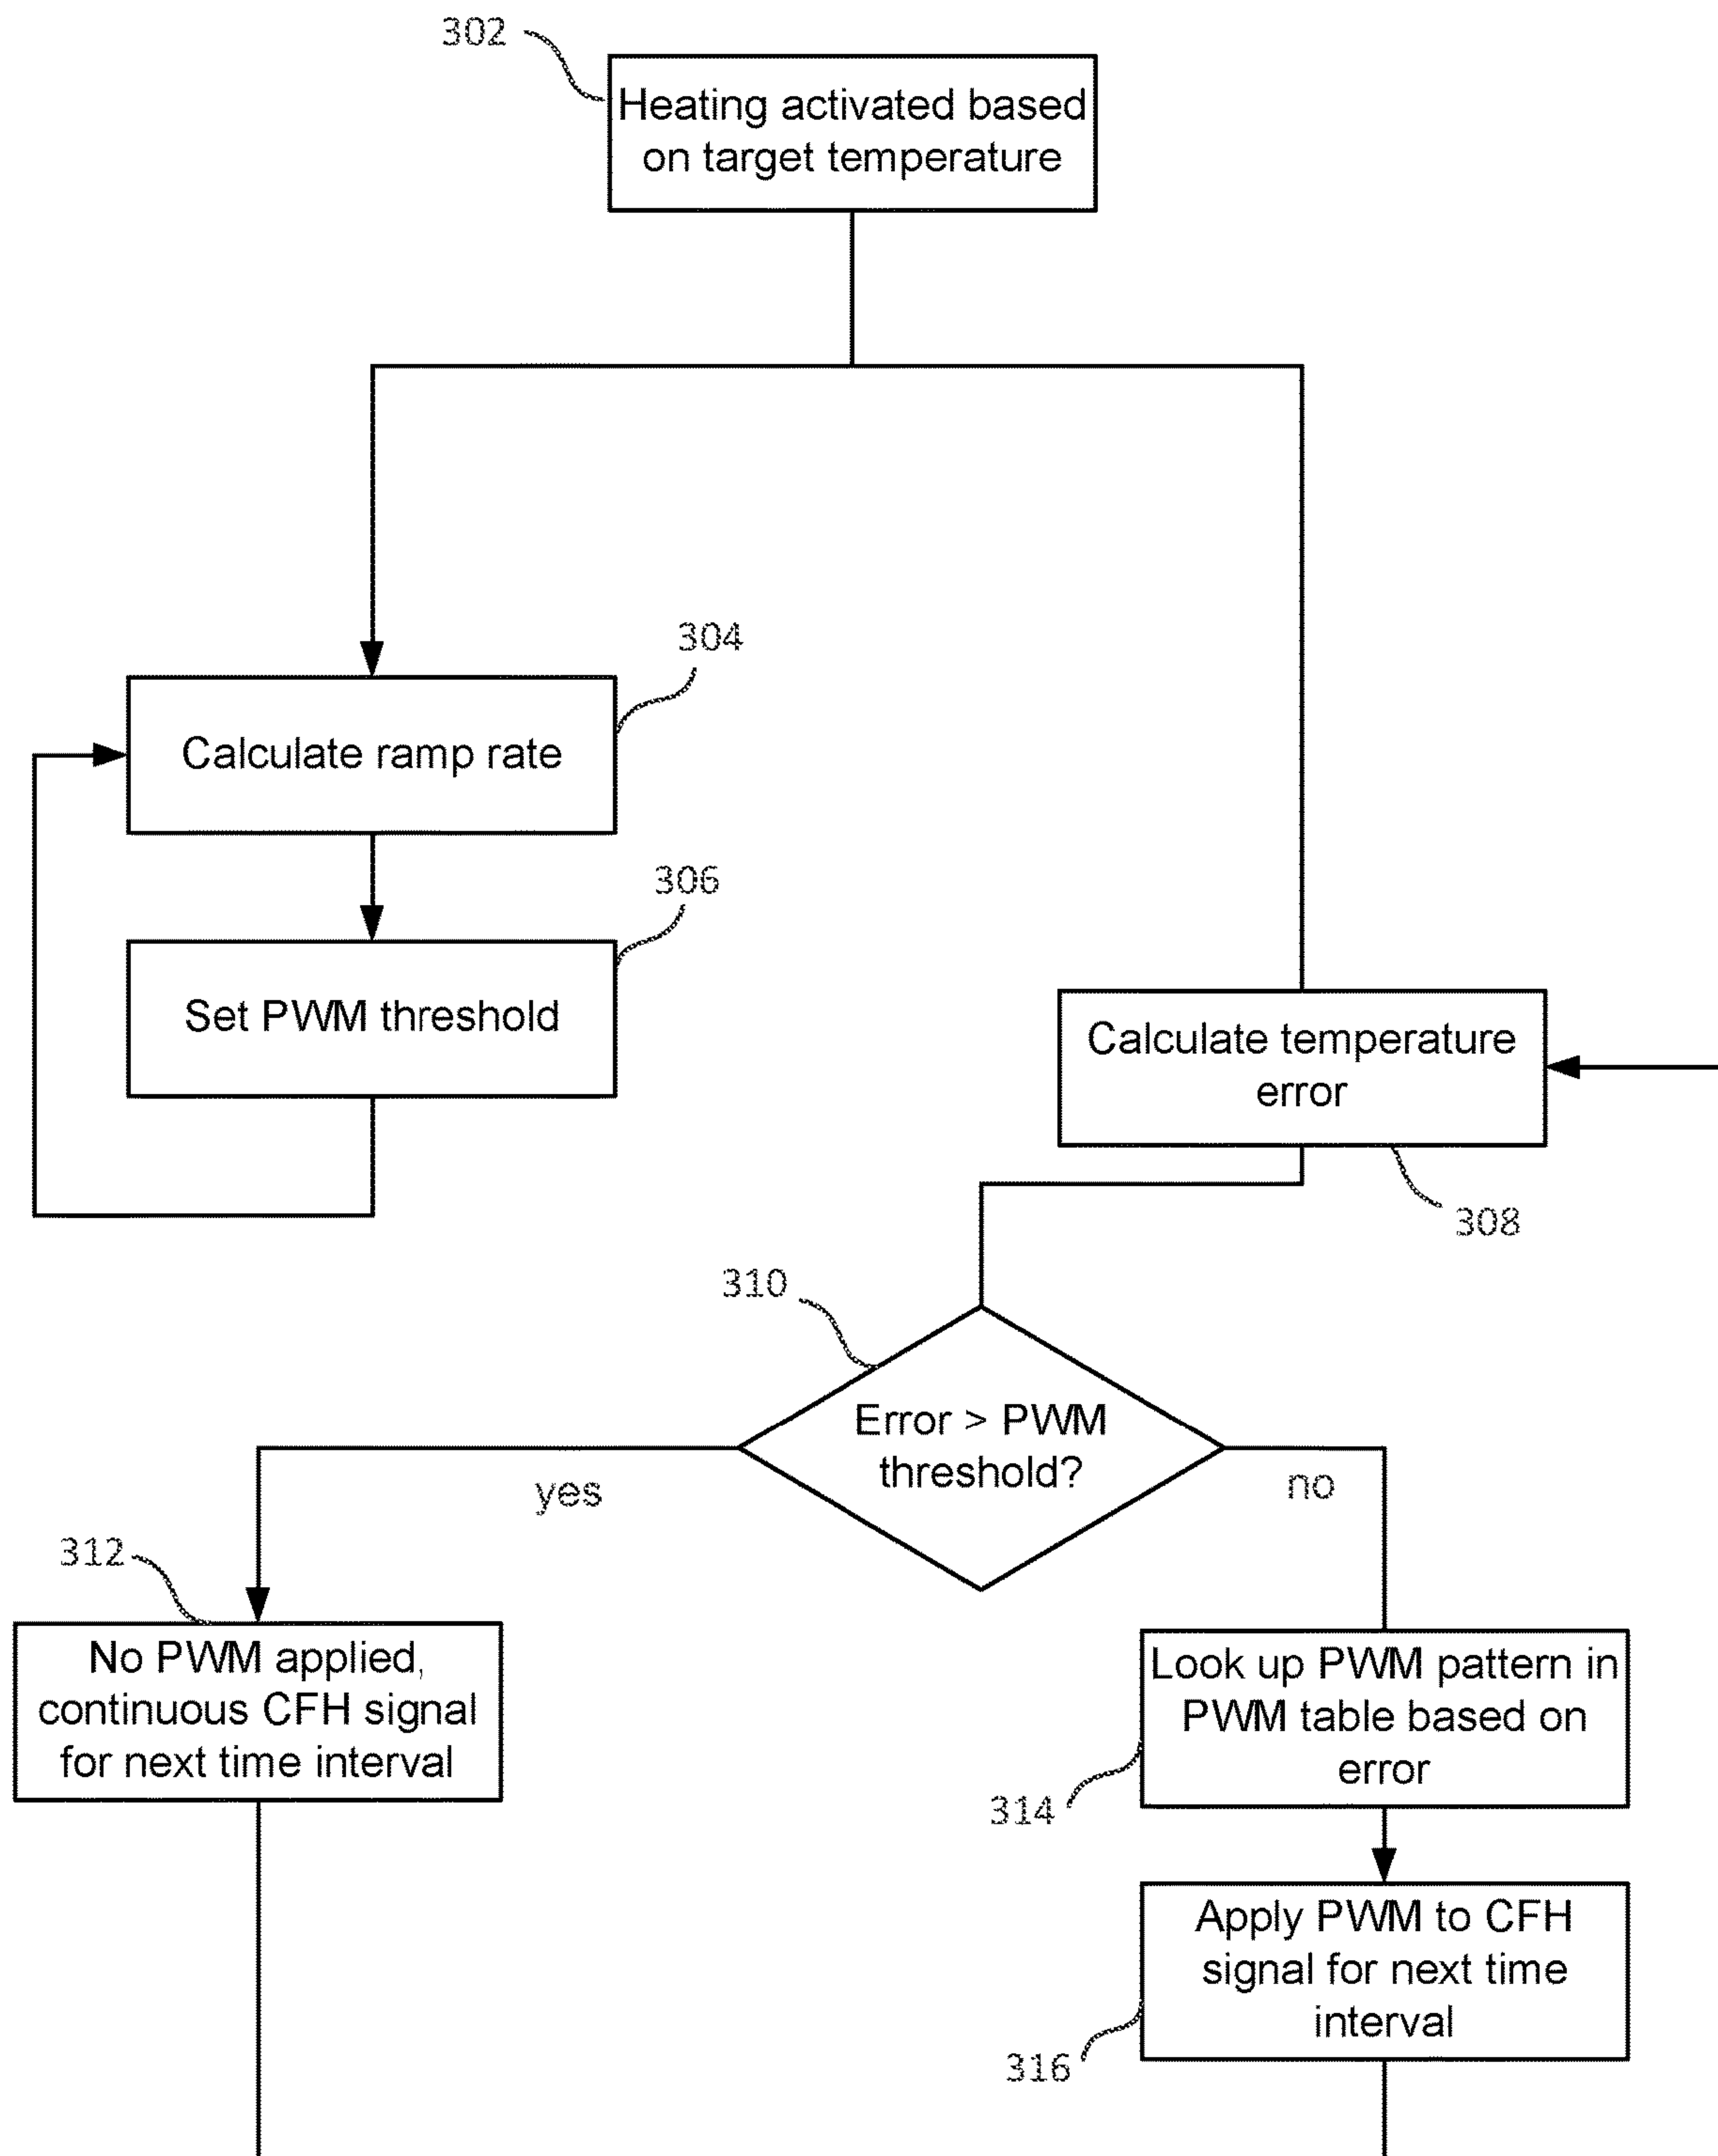 302
Heating activated based
on target temperature
304
Calculate ramp rate
306
Set PWM threshold
Calculate temperature
error
308
310
Error > PWM
threshold?
yes
no
312
No PWM applied,
continuous CFH signal
for next time interval
Look up PWM pattern in
PWM table based on
error
314
Apply PWM to CFH
signal for next time
interval
316